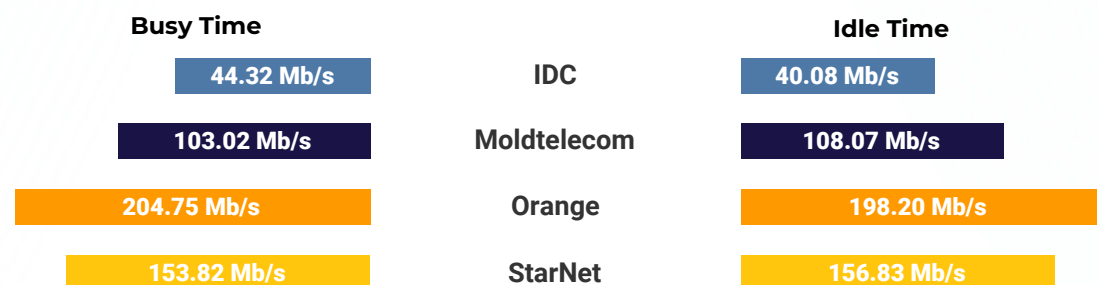 Busy Time Idle Time
44.32 Mb/s IDC 40.08 Mb/s
103.02 Mb/s Moldtelecom 108.07 Mb/s
204.75 Mb/s Orange 198.20 Mb/s
153.82 Mb/s StarNet 156.83 Mb/s